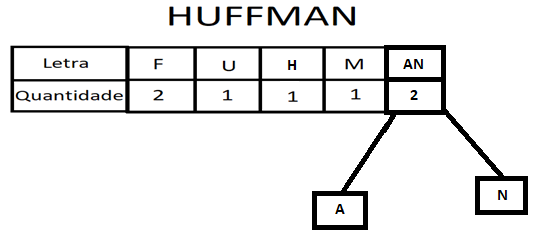 HUFFMAN
Letra F U H M AN
Quantidade 2 1 1 1 2
A N